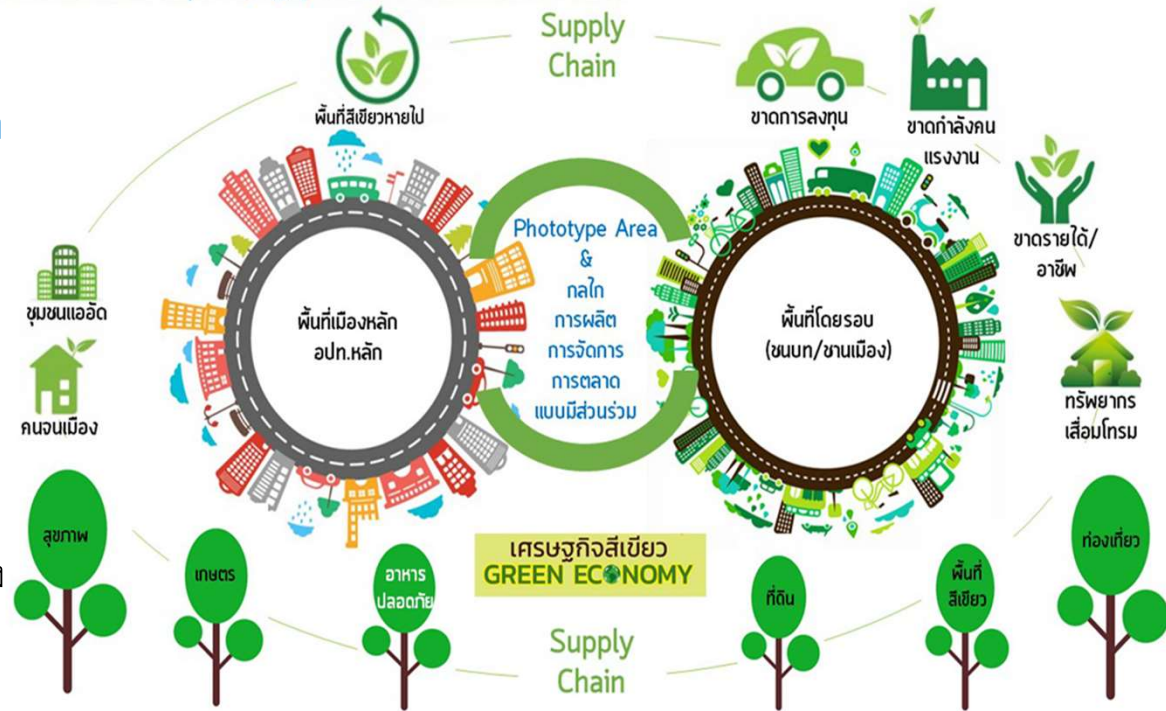 Supply
Chain
พื้นที่สีเขียวหายไป
ขาดการลงทุน
ขาดกำลังคน
แรงงาน
ขาดรายได้/
อาชีพ
ชุมชนแออัด
คนจนเมือง
ทรัพยากร
เสื่อมโทรม
พื้นที่เมืองหลัก
อปท.หลัก
Phototype Area
&
กลไก
การผลิต
การจัดการ
การตลาด
แบบมีส่วนร่วม
พื้นที่โดยรอบ
(ชนบท/ชานเมือง)
เศรษฐกิจสีเขียว
GREEN ECONOMY
สุขภาพ
เกษตร
อาหาร
ปลอดภัย
ที่ดิน
พื้นที่
สีเขียว
ท่องเที่ยว
Supply
Chain